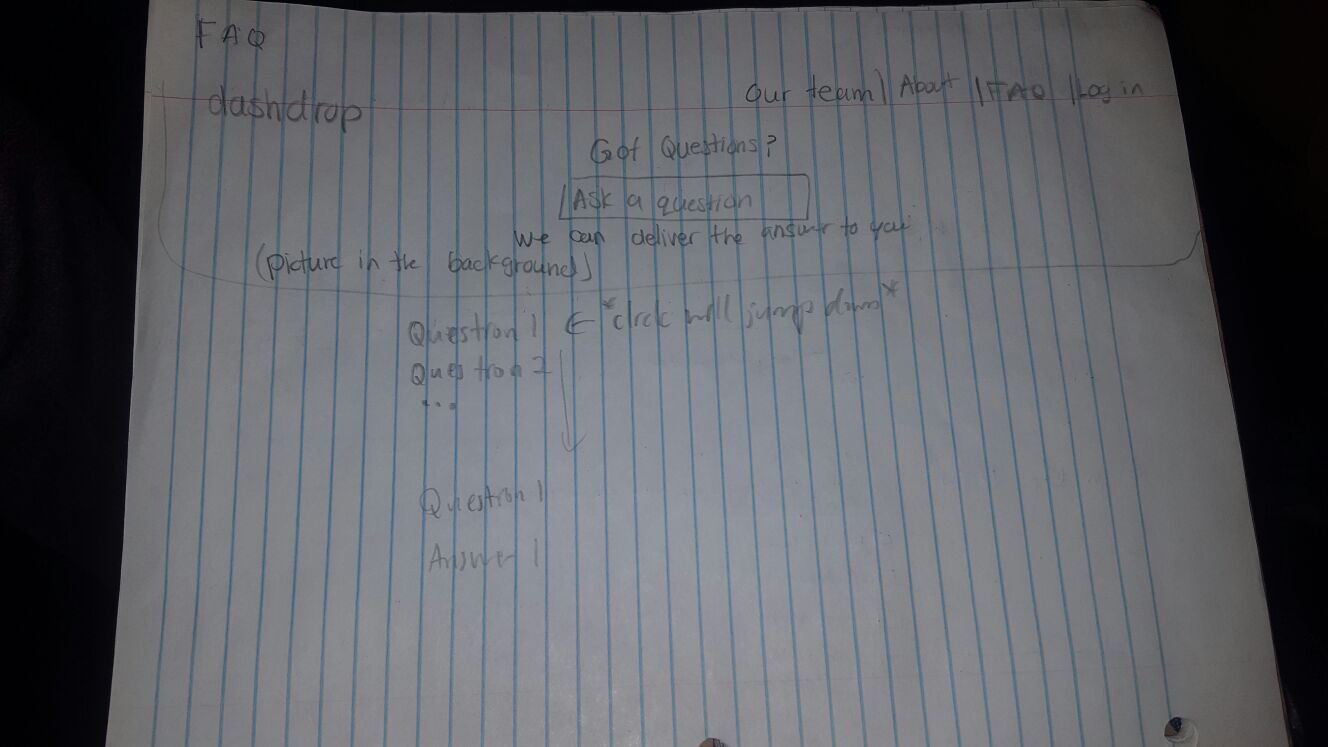 FAQ
dashdrop
Our team | About | FAQ | Log in
Got Questions?
|Ask a question
We can deliver the answer to you
(picture in the background)
Question 1 ← *click will jump down*
Question 2
...
Question 1
Answer 1